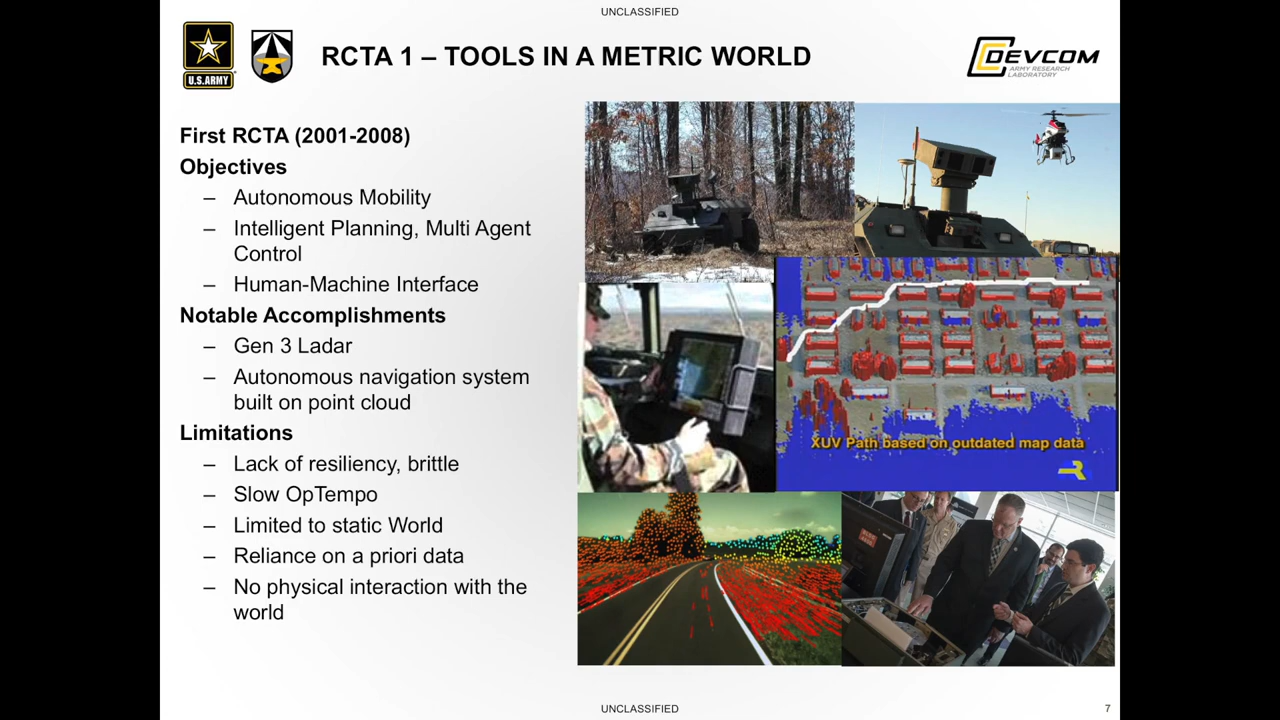 UNCLASSIFIED
U.S.ARMY
RCTA 1 – TOOLS IN A METRIC WORLD
DEVCOM
ARMY RESEARCH
LABORATORY
First RCTA (2001-2008)
Objectives
– Autonomous Mobility
– Intelligent Planning, Multi Agent
Control
– Human-Machine Interface
Notable Accomplishments
– Gen 3 Ladar
– Autonomous navigation system
built on point cloud
Limitations
– Lack of resiliency, brittle
– Slow OpTempo
– Limited to static World
– Reliance on a priori data
– No physical interaction with the
world
XUV Path based on outdated map data
UNCLASSIFIED
7